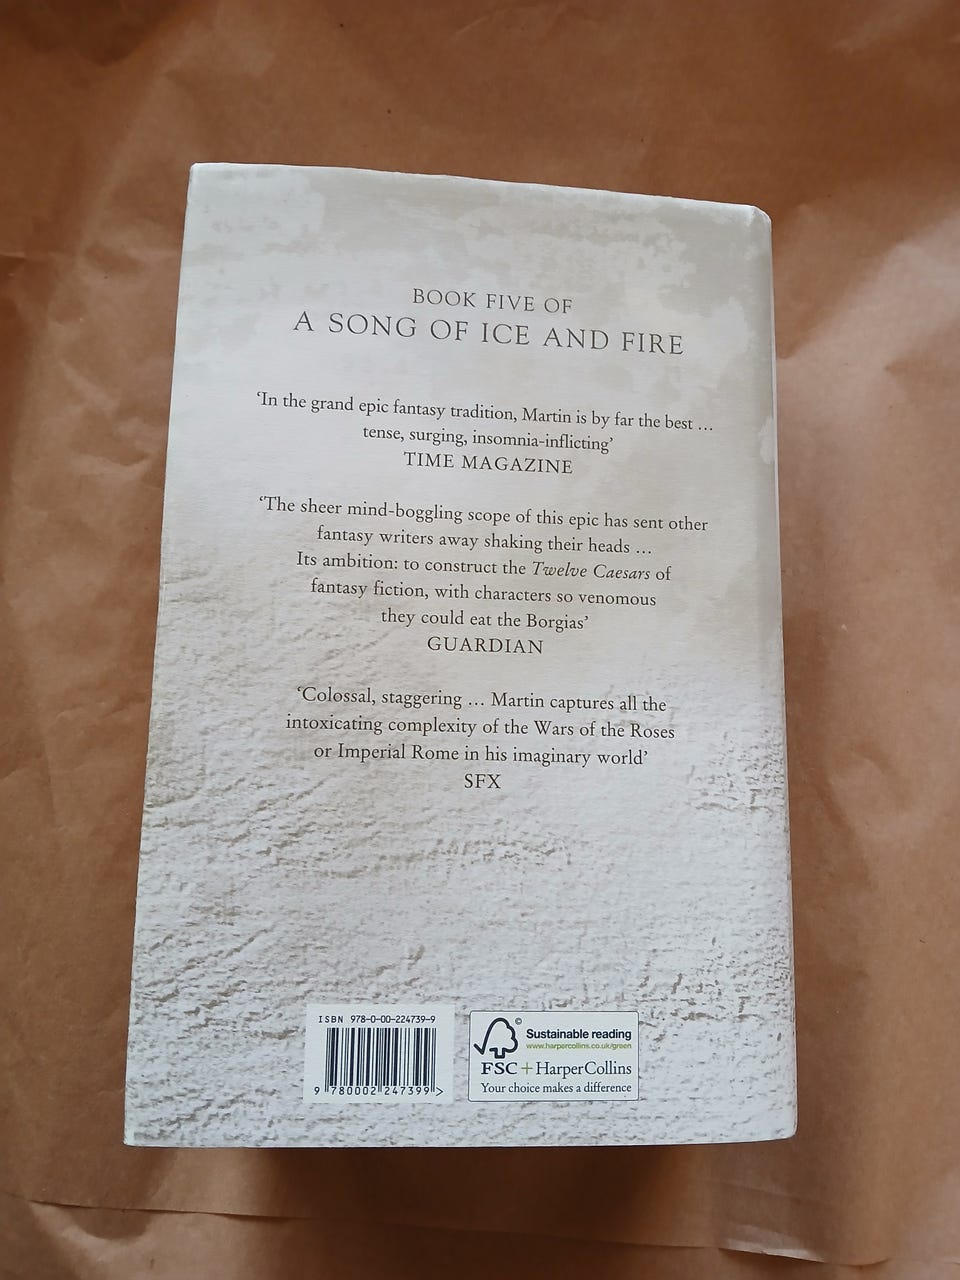 BOOK FIVE OF
A SONG OF ICE AND FIRE
‘In the grand epic fantasy tradition, Martin is by far the best …
tense, surging, insomnia-inflicting’
TIME MAGAZINE
‘The sheer mind-boggling scope of this epic has sent other
fantasy writers away shaking their heads …
Its ambition: to construct the Twelve Caesars of
fantasy fiction, with characters so venomous
they could eat the Borgias’
GUARDIAN
‘Colossal, staggering … Martin captures all the
intoxicating complexity of the Wars of the Roses
or Imperial Rome in his imaginary world’
SFX
ISBN 978-0-00-224739-9
9 780002 247399 >
©
Sustainable reading
www.harpercollins.co.uk/green
FSC + HarperCollins
Your choice makes a difference